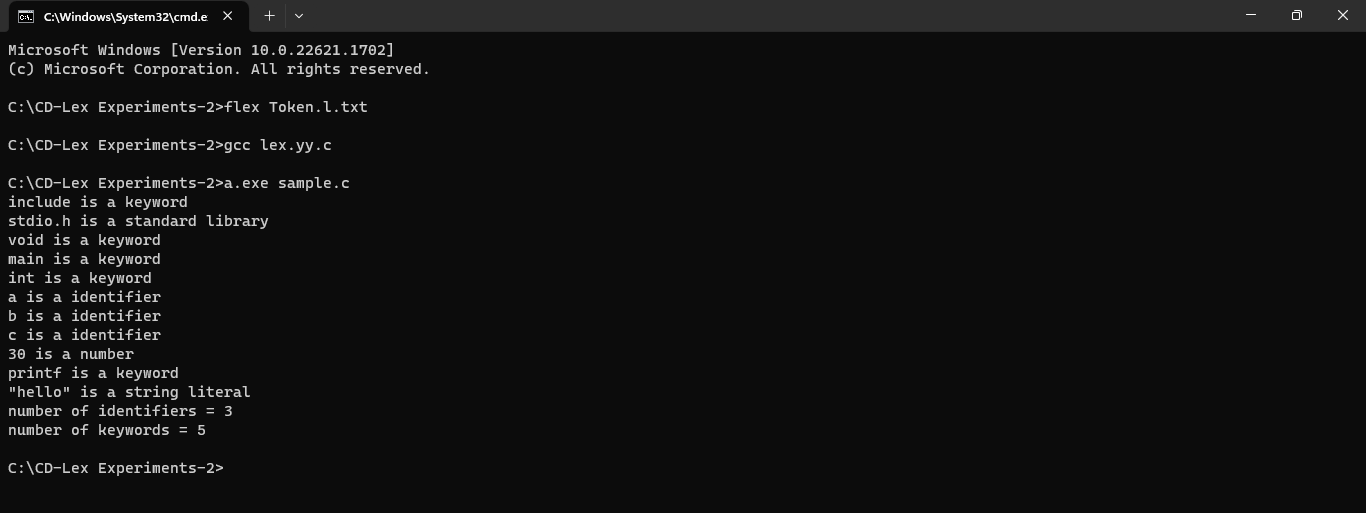 C:\Windows\System32\cmd.e
Microsoft Windows [Version 10.0.22621.1702]
(c) Microsoft Corporation. All rights reserved.
C:\CD-Lex Experiments-2>flex Token.l.txt
C:\CD-Lex Experiments-2>gcc lex.yy.c
C:\CD-Lex Experiments-2>a.exe sample.c
include is a keyword
stdio.h is a standard library
void is a keyword
main is a keyword
int is a keyword
a is a identifier
b is a identifier
c is a identifier
30 is a number
printf is a keyword
"hello" is a string literal
number of identifiers = 3
number of keywords = 5
C:\CD-Lex Experiments-2>